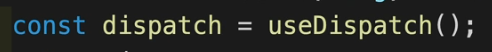 const dispatch = useDispatch();